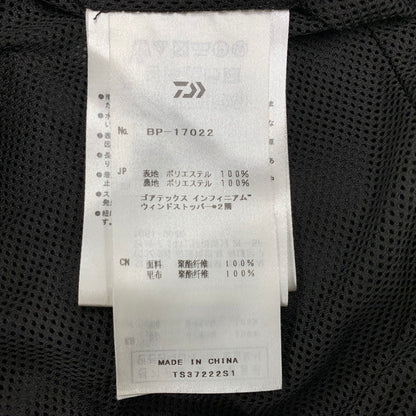 No. BP-17022
JP 表地 ポリエステル 100%
裏地 ポリエステル 100%
ゴアテックス インフィニアム™
ウィンドストッパー®2層
CN 面料 聚酯纤维 100%
里布 聚酯纤维 100%
MADE IN CHINA
TS37222S1